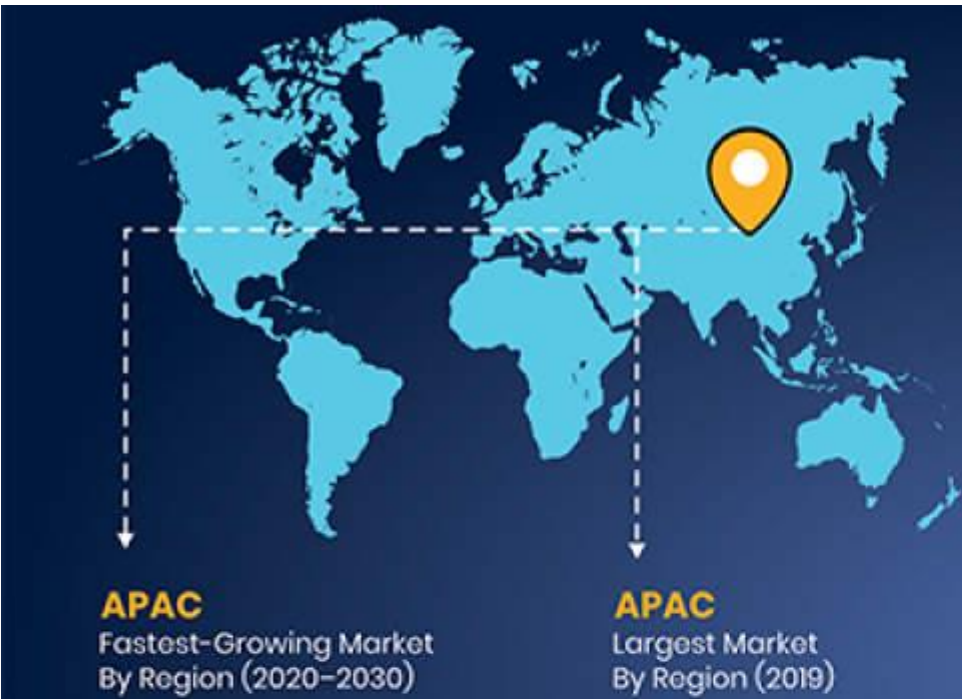 APAC
Fastest-Growing Market
By Region (2020–2030)
APAC
Largest Market
By Region (2019)